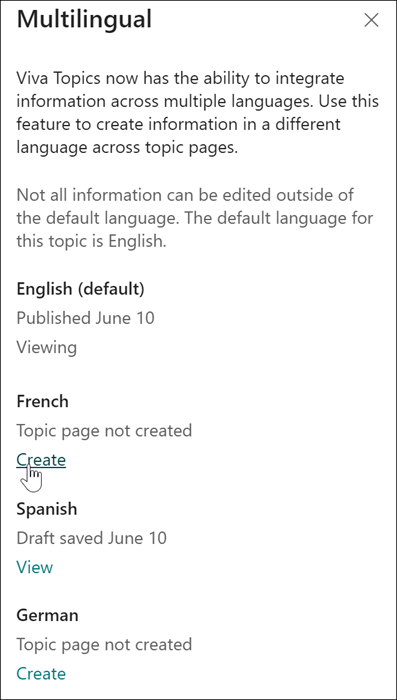 Multilingual
Viva Topics now has the ability to integrate
information across multiple languages. Use this
feature to create information in a different
language across topic pages.
Not all information can be edited outside of
the default language. The default language for
this topic is English.
English (default)
Published June 10
Viewing
French
Topic page not created
Create
Spanish
Draft saved June 10
View
German
Topic page not created
Create